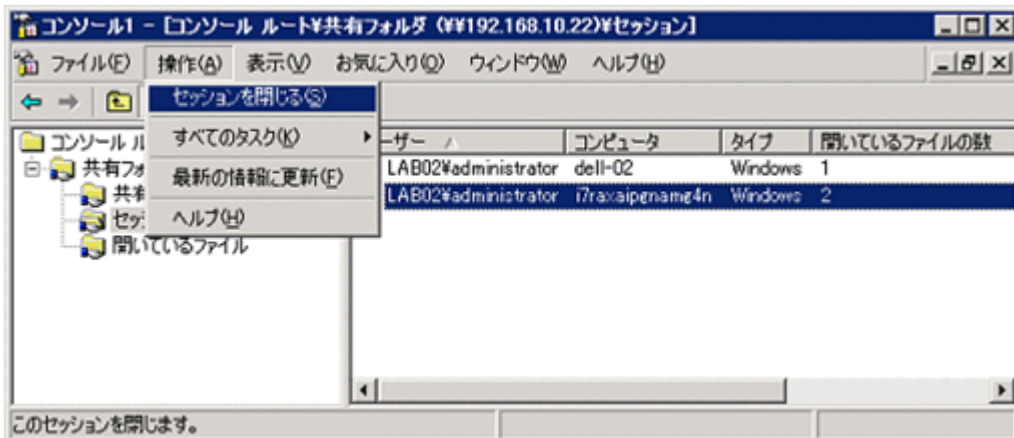 コンソール1 - [コンソール ルート¥共有フォルダ (¥¥192.168.10.22)¥セッション]
ファイル(F) 操作(A) 表示(V) お気に入り(O) ウィンドウ(W) ヘルプ(H)
セッションを閉じる(S)
すべてのタスク(K)
最新の情報に更新(F)
ヘルプ(H)
コンソール ル
共有フォ
共有
セッ
開いているファイル
ーザー コンピュータ タイプ 開いているファイルの数
LAB02¥administrator dell-02 Windows 1
LAB02¥administrator i7raxaipgname4n Windows 2
このセッションを閉じます。